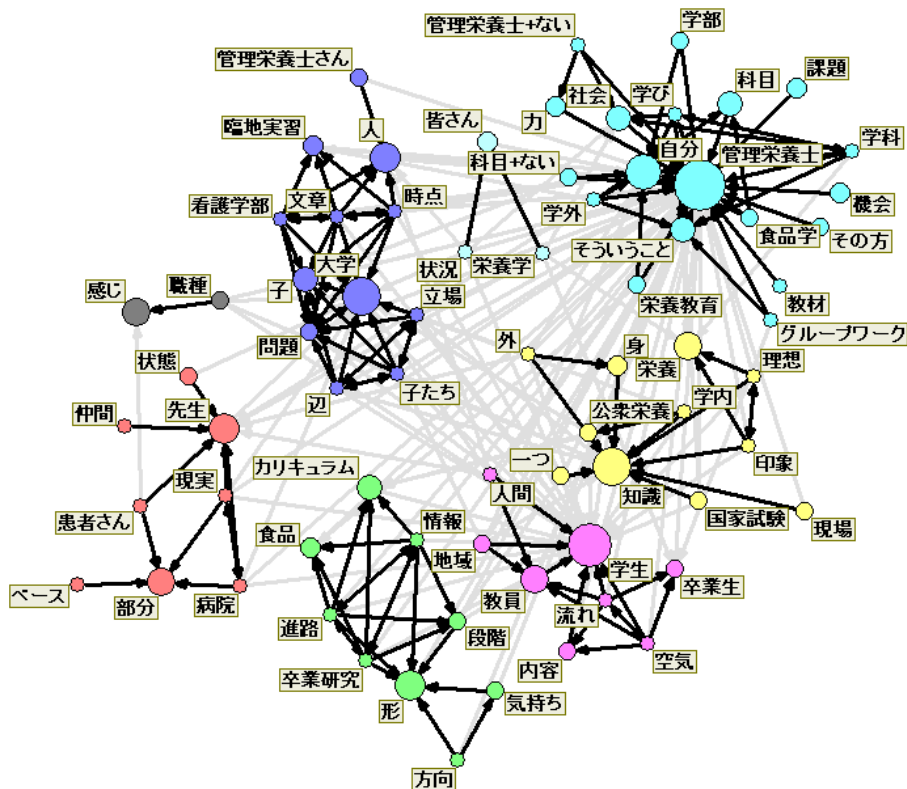 管理栄養士+ない
学部
管理栄養士さん
科目
課題
社会
学び
力
臨地実習
人
皆さん
自分
管理栄養士
学科
科目+ない
看護学部
文章
時点
学外
機会
食品学
その方
そういうこと
大学
状況
栄養学
子
立場
感じ
職種
栄養教育
教材
グループワーク
問題
外
身
栄養
理想
状態
辺
子たち
学内
仲間
先生
公衆栄養
カリキュラム
一つ
知識
印象
現実
人間
国家試験
現場
患者さん
食品
情報
地域
学生
卒業生
ベース
部分
病院
教員
流れ
進路
段階
空気
卒業研究
内容
形
気持ち
方向